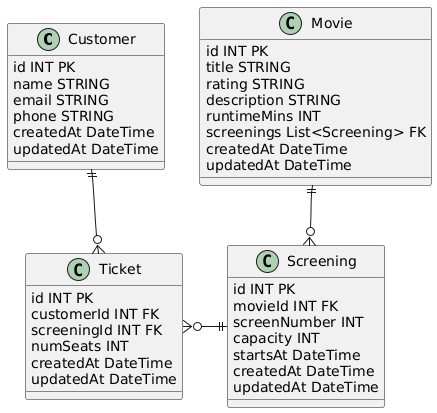 C Customer
id INT PK
name STRING
email STRING
phone STRING
createdAt DateTime
updatedAt DateTime
C Movie
id INT PK
title STRING
rating STRING
description STRING
runtimeMins INT
screenings List<Screening> FK
createdAt DateTime
updatedAt DateTime
C Ticket
id INT PK
customerId INT FK
screeningId INT FK
numSeats INT
createdAt DateTime
updatedAt DateTime
C Screening
id INT PK
movieId INT FK
screenNumber INT
capacity INT
startsAt DateTime
createdAt DateTime
updatedAt DateTime